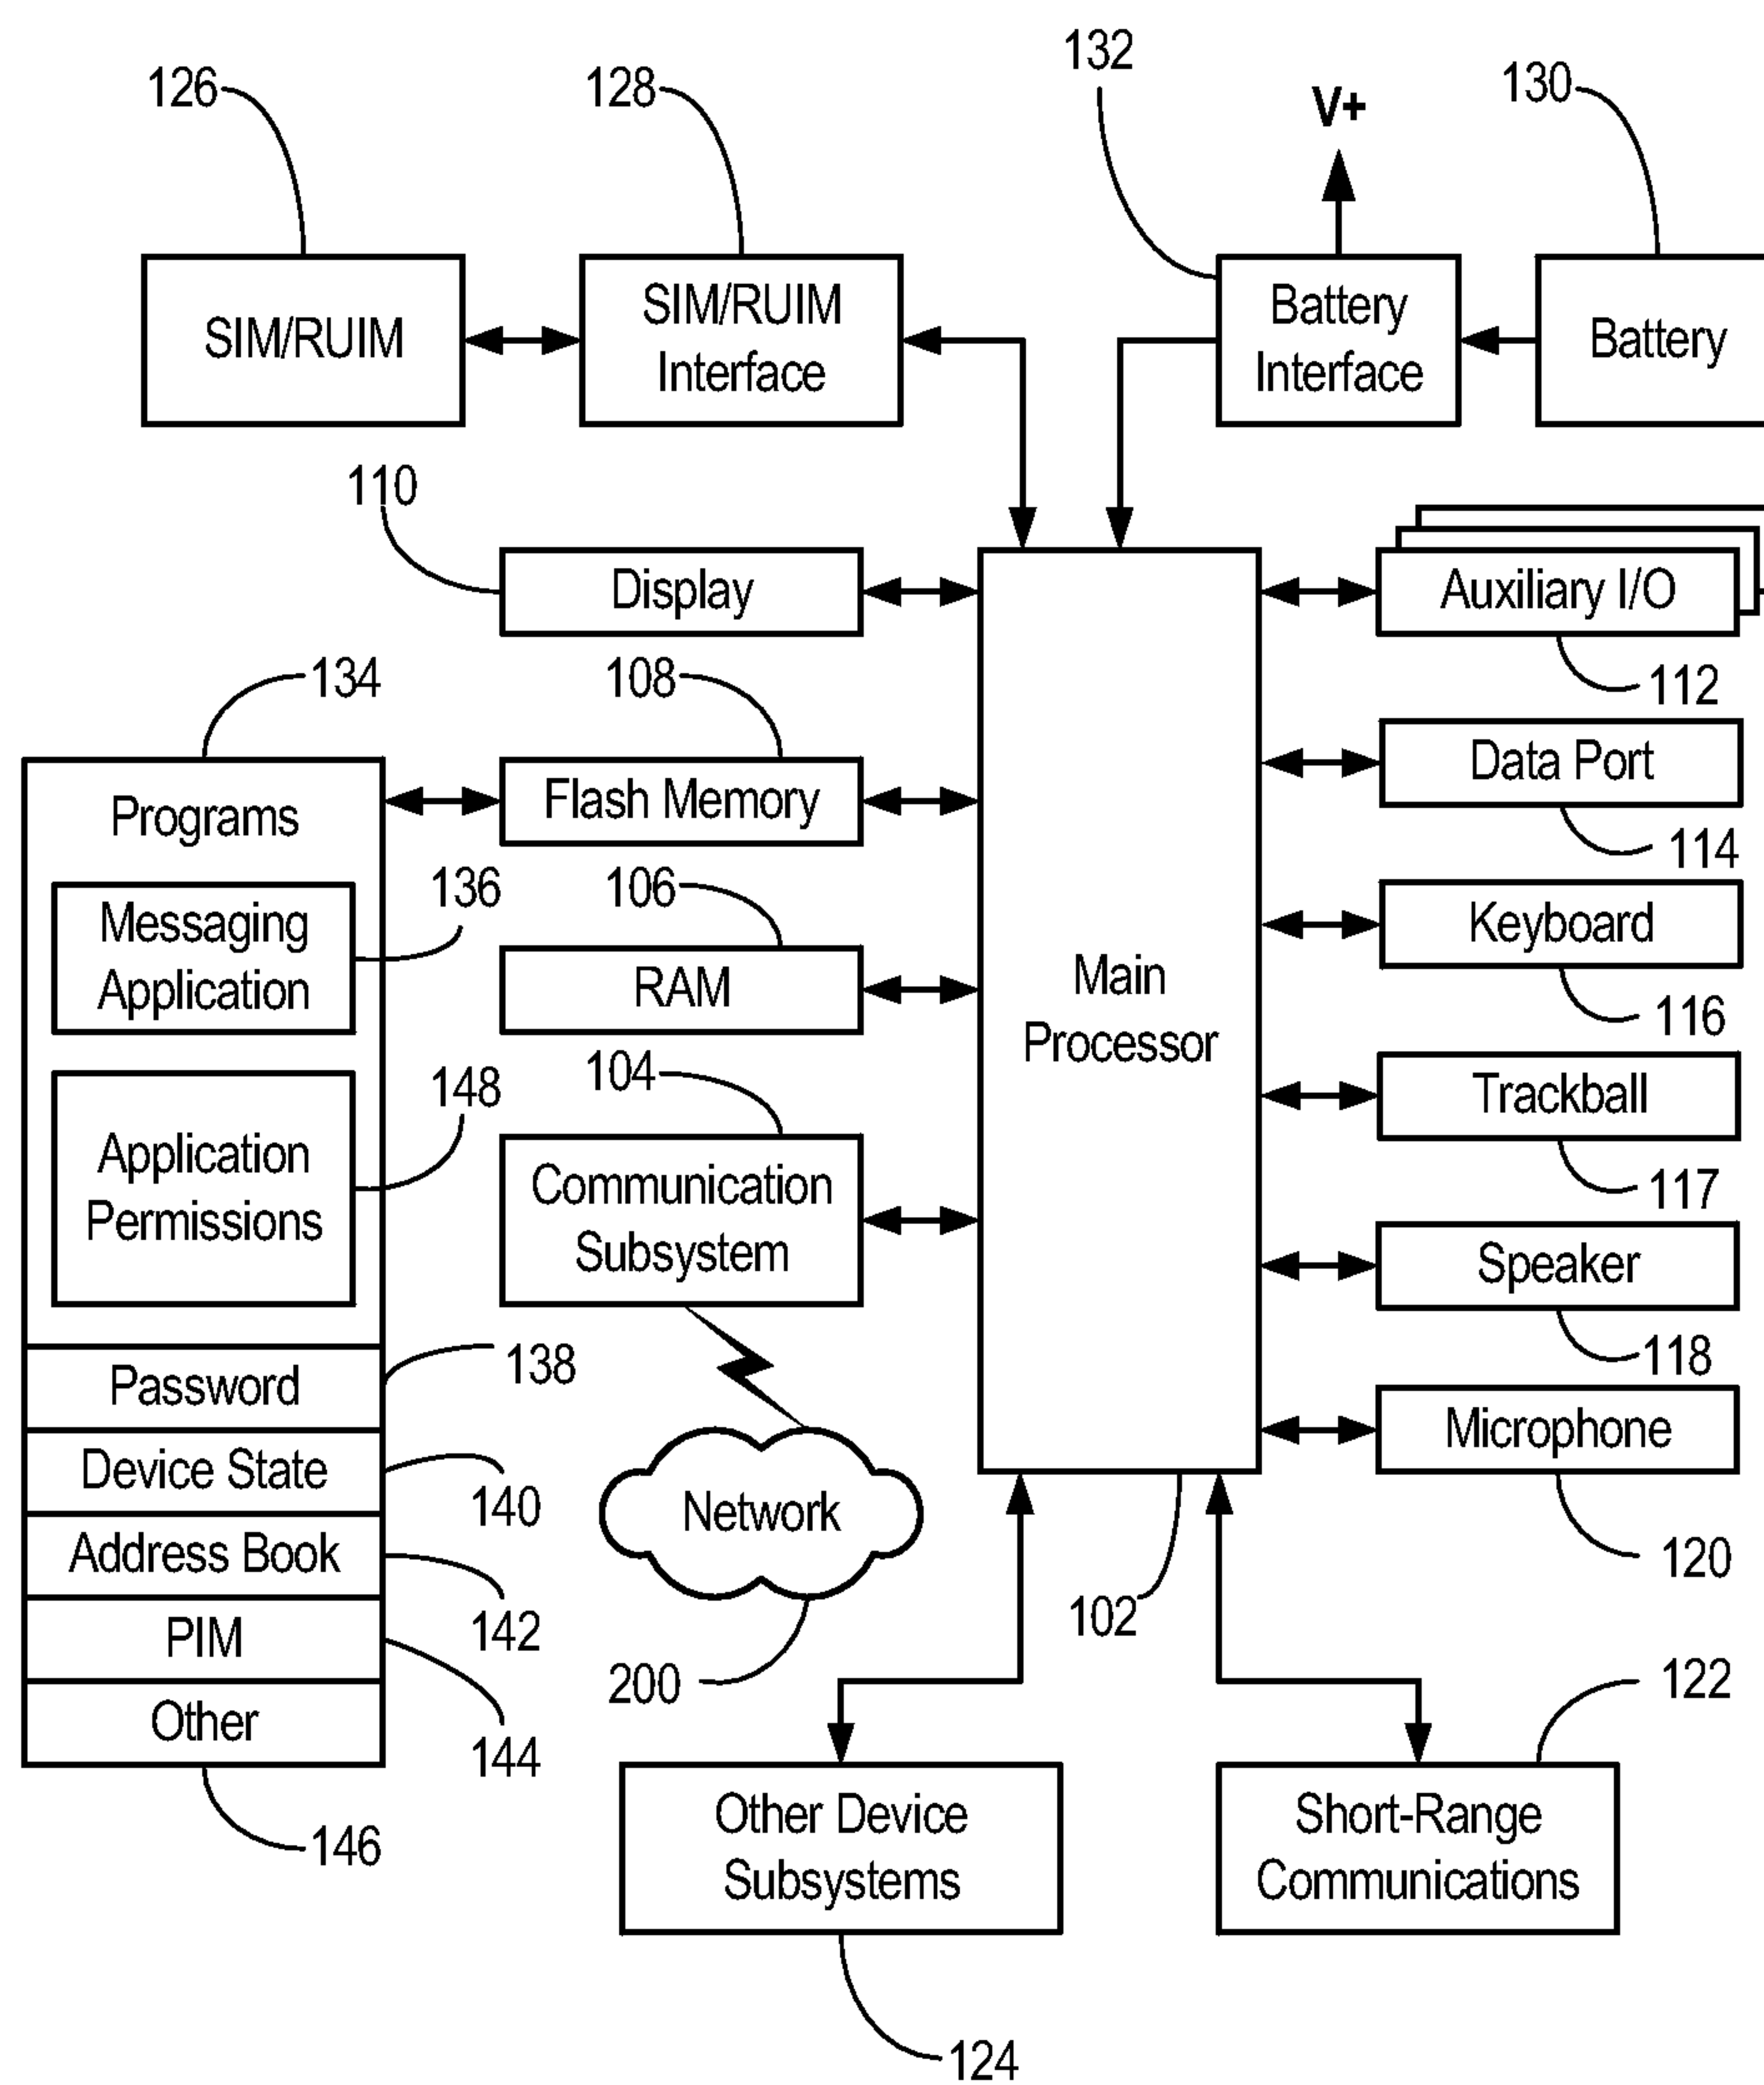 132
126
128
V+
130
SIM/RUIM
SIM/RUIM
Interface
Battery
Interface
Battery
110
Display
Auxiliary I/O
134
108
112
Programs
Flash Memory
Data Port
114
Messaging
Application
136
106
Keyboard
RAM
Main
Processor
116
148
104
Trackball
Application
Permissions
Communication
Subsystem
117
Speaker
138
118
Password
Microphone
Device State
140
Network
Address Book
120
142
102
PIM
200
122
Other
144
146
Other Device
Subsystems
Short-Range
Communications
124